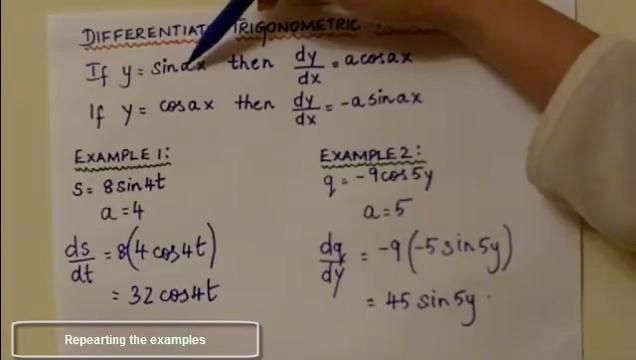 DIFFERENTIAT TRIGONOMETRIC
If y = sin ax then dy/dx = a cos ax
If y = cos ax then dy/dx = -a sin ax
EXAMPLE 1:
s = 8 sin 4t
a = 4
ds/dt = 8(4 cos 4t)
= 32 cos 4t
EXAMPLE 2:
q = -9 cos 5y
a = 5
dq/dy = -9(-5 sin 5y)
= 45 sin 5y
Repearting the examples